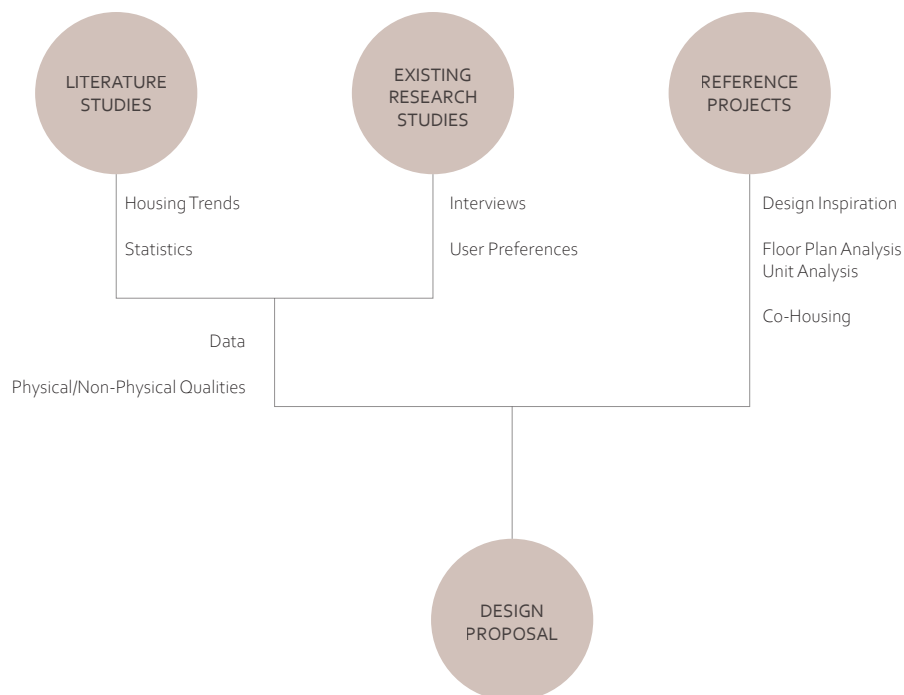 LITERATURE
STUDIES
EXISTING
RESEARCH
STUDIES
REFERENCE
PROJECTS
Housing Trends
Statistics
Interviews
User Preferences
Design Inspiration
Floor Plan Analysis
Unit Analysis
Co-Housing
Data
Physical/Non-Physical Qualities
DESIGN
PROPOSAL